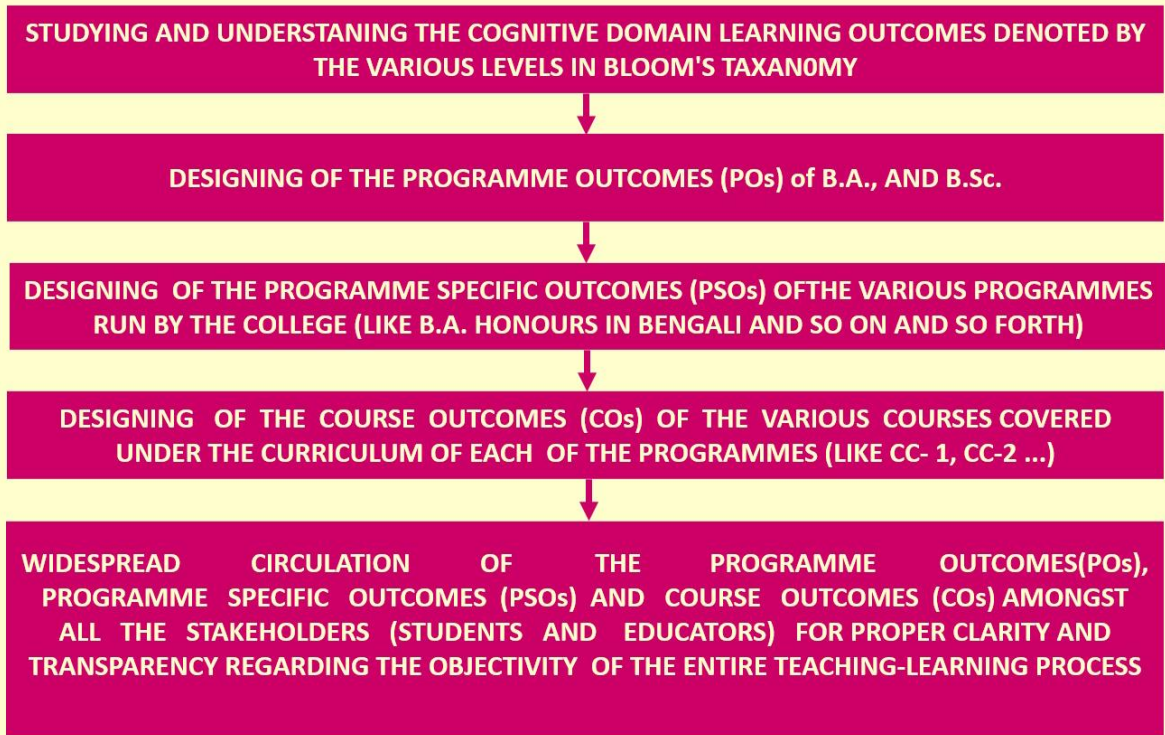 STUDYING AND UNDERSTANING THE COGNITIVE DOMAIN LEARNING OUTCOMES DENOTED BY
THE VARIOUS LEVELS IN BLOOM'S TAXAN0MY
DESIGNING OF THE PROGRAMME OUTCOMES (POs) of B.A., AND B.Sc.
DESIGNING OF THE PROGRAMME SPECIFIC OUTCOMES (PSOs) OFTHE VARIOUS PROGRAMMES
RUN BY THE COLLEGE (LIKE B.A. HONOURS IN BENGALI AND SO ON AND SO FORTH)
DESIGNING OF THE COURSE OUTCOMES (COs) OF THE VARIOUS COURSES COVERED
UNDER THE CURRICULUM OF EACH OF THE PROGRAMMES (LIKE CC- 1, CC-2 ...)
WIDESPREAD CIRCULATION OF THE PROGRAMME OUTCOMES(POs),
PROGRAMME SPECIFIC OUTCOMES (PSOs) AND COURSE OUTCOMES (COs) AMONGST
ALL THE STAKEHOLDERS (STUDENTS AND EDUCATORS) FOR PROPER CLARITY AND
TRANSPARENCY REGARDING THE OBJECTIVITY OF THE ENTIRE TEACHING-LEARNING PROCESS